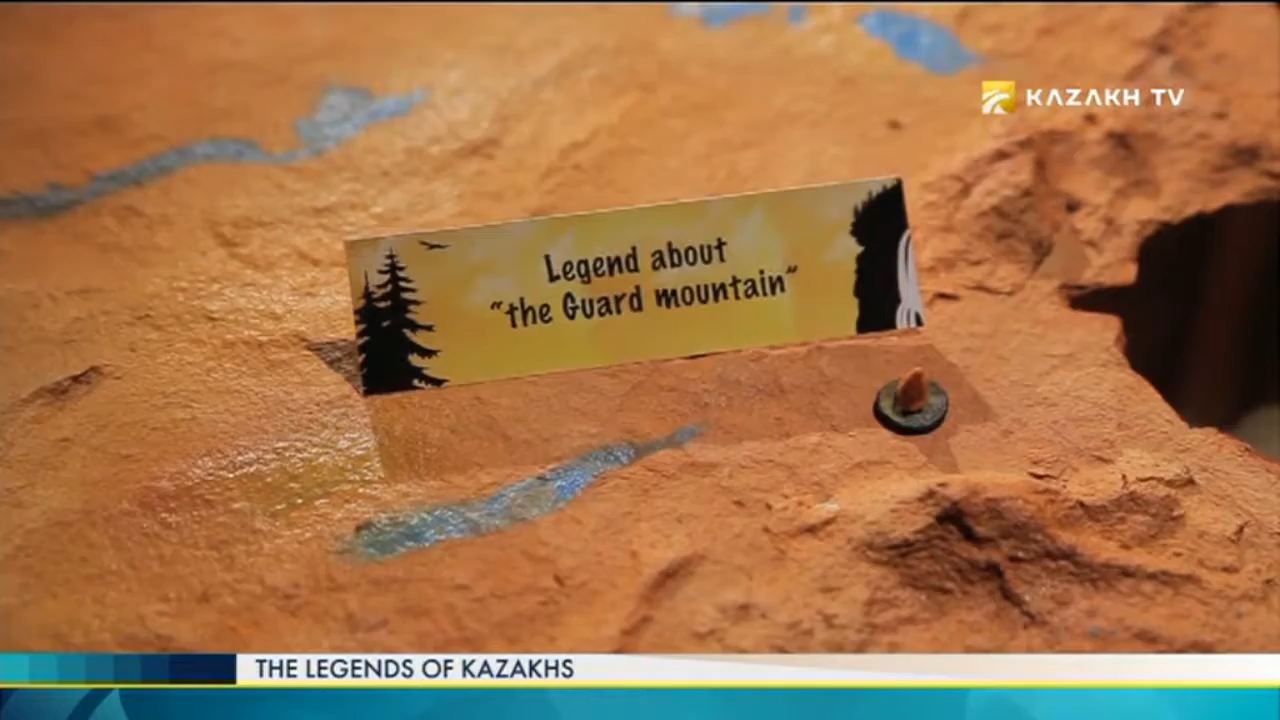 KAZAKH TV
Legend about
“the Guard mountain”
THE LEGENDS OF KAZAKHS